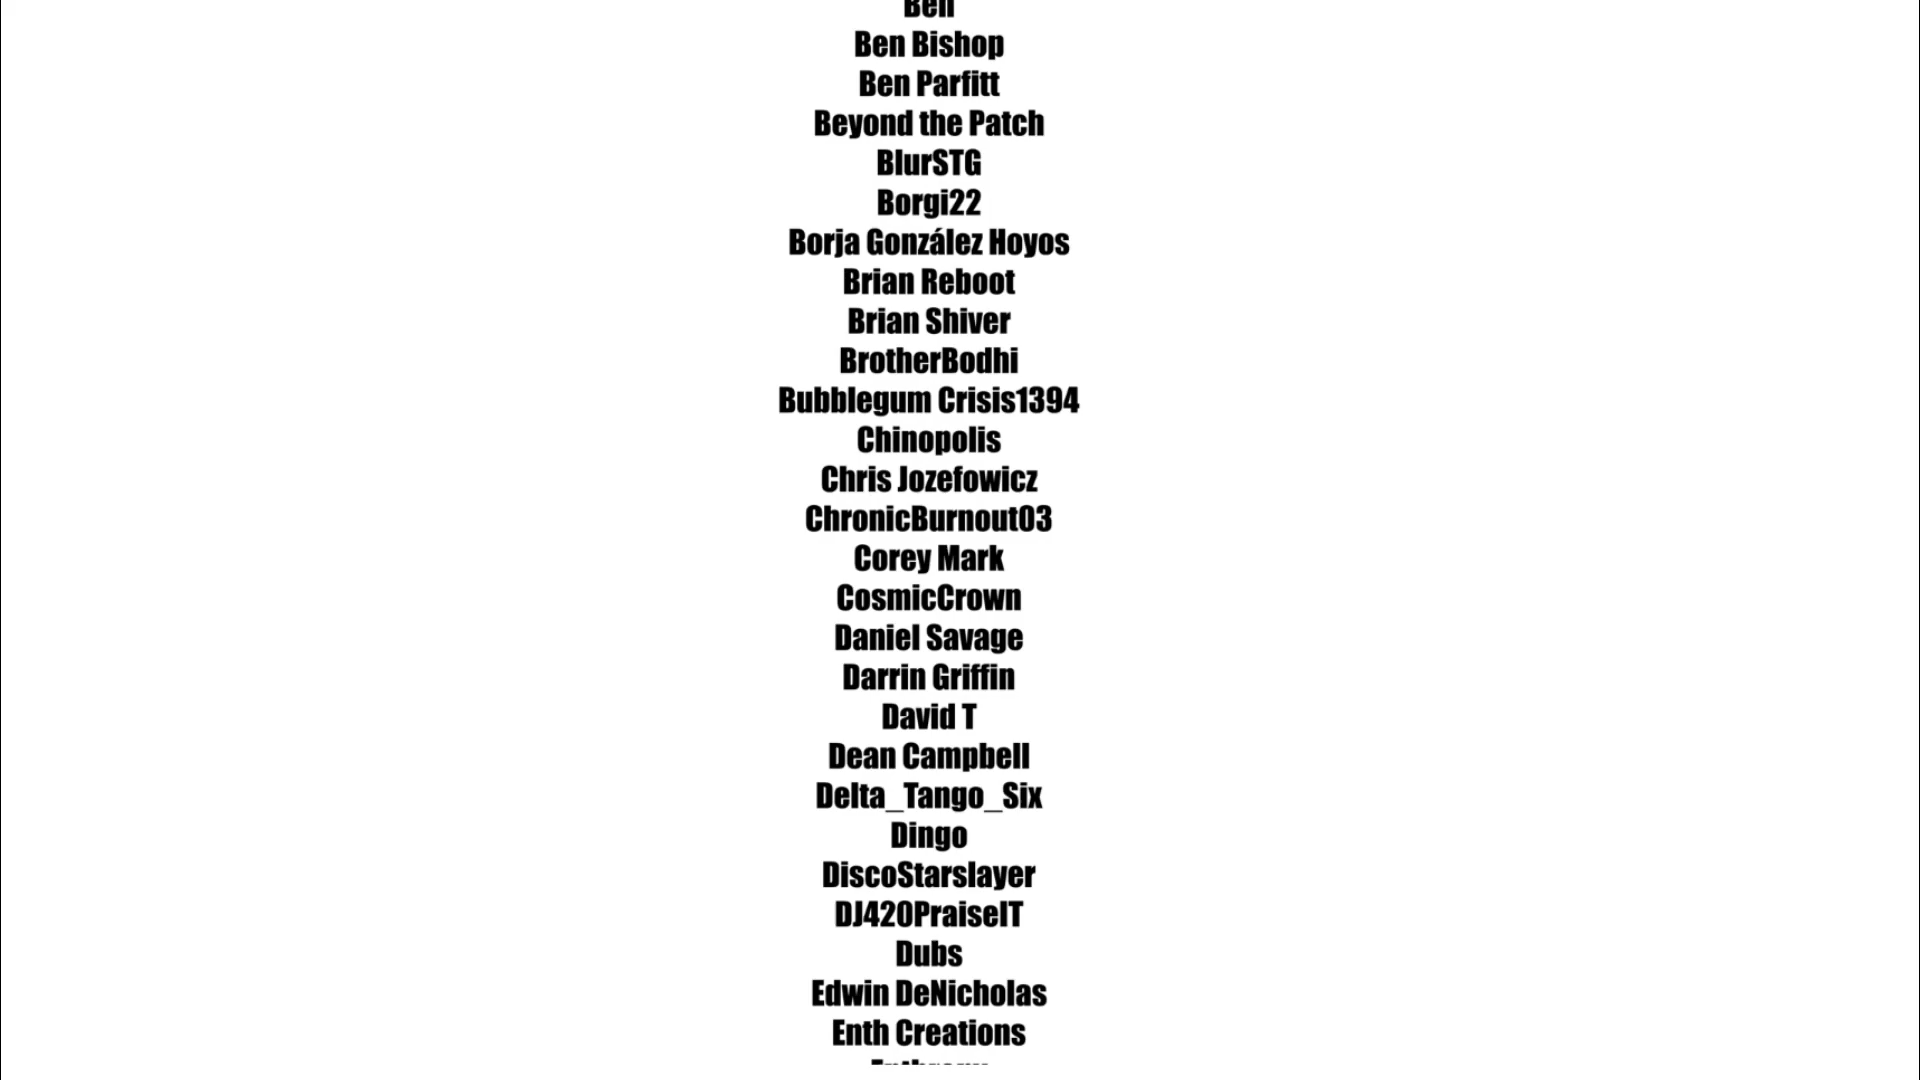 Ben
Ben Bishop
Ben Parfitt
Beyond the Patch
BlurSTG
Borgi22
Borja González Hoyos
Brian Reboot
Brian Shiver
BrotherBodhi
Bubblegum Crisis1394
Chinopolis
Chris Jozefowicz
ChronicBurnout03
Corey Mark
CosmicCrown
Daniel Savage
Darrin Griffin
David T
Dean Campbell
Delta_Tango_Six
Dingo
DiscoStarslayer
DJ420PraiseIT
Dubs
Edwin DeNicholas
Enth Creations